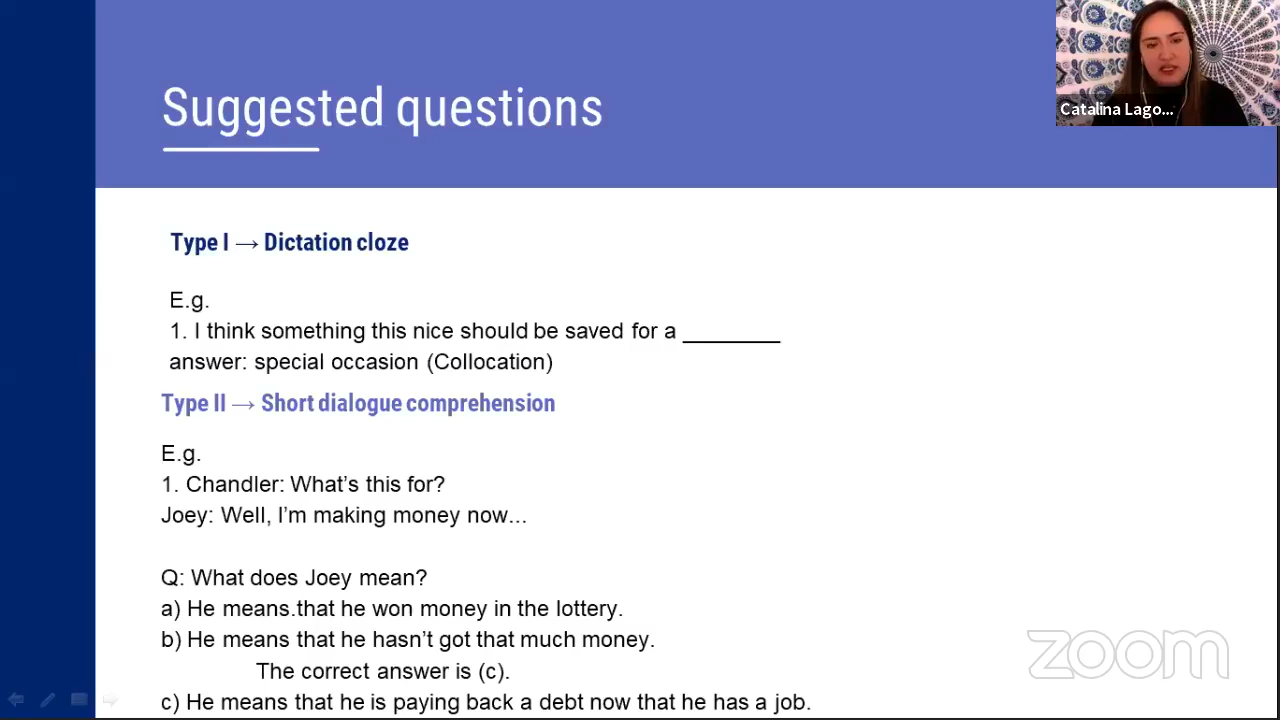 Suggested questions
Catalina Lago...
Type I → Dictation cloze
E.g.
1. I think something this nice should be saved for a ________
answer: special occasion (Collocation)
Type II → Short dialogue comprehension
E.g.
1. Chandler: What's this for?
Joey: Well, I'm making money now...
Q: What does Joey mean?
a) He means.that he won money in the lottery.
b) He means that he hasn't got that much money.
The correct answer is (c).
c) He means that he is paying back a debt now that he has a job.
zoom